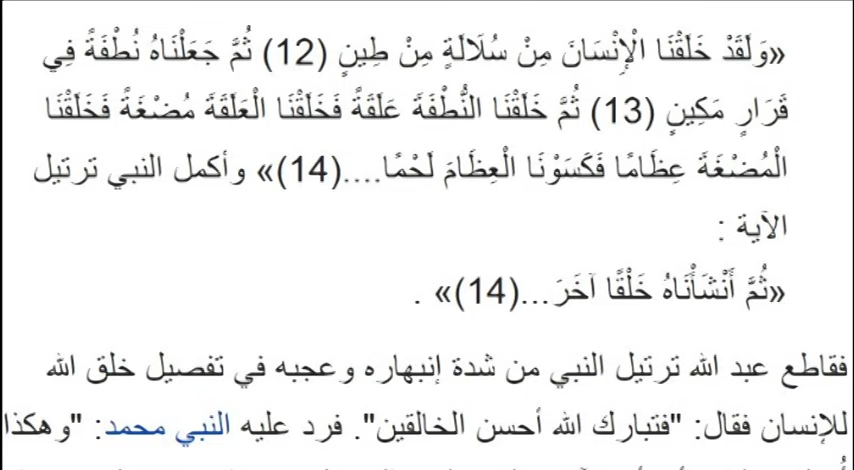 «وَلَقَدْ خَلَقْنَا الْإِنْسَانَ مِنْ سُلَالَةٍ مِنْ طِينٍ (12) ثُمَّ جَعَلْنَاهُ نُطْفَةً فِي
قَرَارٍ مَكِينٍ (13) ثُمَّ خَلَقْنَا النُّطْفَةَ عَلَقَةً فَخَلَقْنَا الْعَلَقَةَ مُضْغَةً فَخَلَقْنَا
الْمُضْغَةَ عِظَامًا فَكَسَوْنَا الْعِظَامَ لَحْمًا....(14)» وأكمل النبي ترتيل
الآية :
«ثُمَّ أَنْشَأْنَاهُ خَلْقًا آخَرَ...(14)» .
فقاطع عبد الله ترتيل النبي من شدة إنبهاره وعجبه في تفصيل خلق الله
للإنسان فقال: "فتبارك الله أحسن الخالقين". فرد عليه النبي محمد: "وهكذا